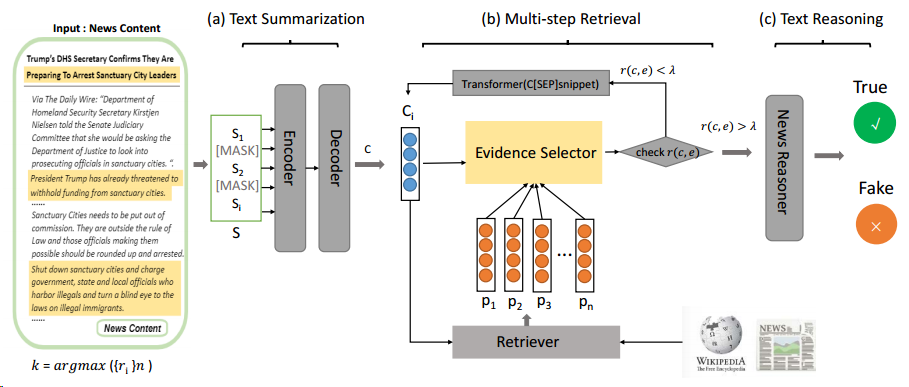 (a) Text Summarization
(b) Multi-step Retrieval
(c) Text Reasoning
Input : News Content
Trump's DHS Secretary Confirms They Are
Preparing To Arrest Sanctuary City Leaders
Via The Daily Wire: “Department of
Homeland Security Secretary Kirstjen
Nielsen told the Senate Judiciary
Committee that she would be asking the
Department of Justice to look into
prosecuting officials in sanctuary cities. “.
President Trump has already threatened to
withhold funding from sanctuary cities.
......
Sanctuary Cities needs to be put out of
commission. They are outside the rule of
Law and those officials making them
possible should be rounded up and arrested.
Shut down sanctuary cities and charge
government, state and local officials who
harbor illegals and turn a blind eye to the
laws on illegal immigrants.
......
News Content
k = argmax ({ri }n )
S1
[MASK]
S2
[MASK]
Si
S
Encoder
Decoder
C
Ci
Transformer(C[SEP]snippet)
r(c, e) < λ
Evidence Selector
check r(c, e)
r(c, e) > λ
p1 p2 p3 ... pn
Retriever
WIKIPEDIA
The Free Encyclopedia
NEWS
News Reasoner
True
Fake